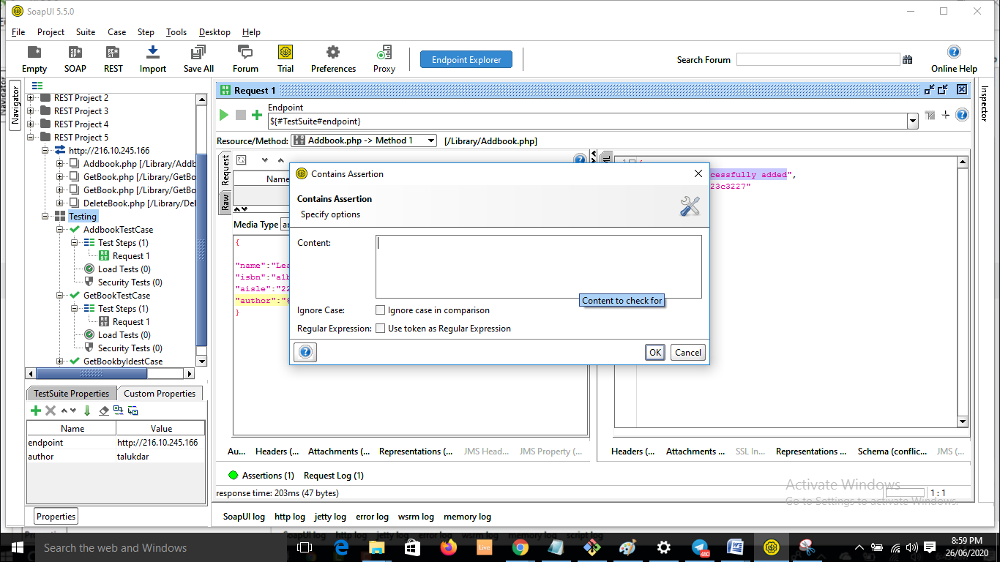 SoapUI 5.5.0
File Project Suite Case Step Tools Desktop Help
Empty SOAP REST Import Save All Forum Trial Preferences Proxy
Endpoint Explorer
Search Forum
Online Help
Navigator
REST Project 2
REST Project 3
REST Project 4
REST Project 5
http://216.10.245.166
Addbook.php [/Library/Addb
GetBook.php [/Library/GetBo
GetBook.php [/Library/GetBo
DeleteBook.php [/Library/Del
Testing
AddbookTestCase
Test Steps (1)
Request 1
Load Tests (0)
Security Tests (0)
GetBookTestCase
Test Steps (1)
Request 1
Load Tests (0)
Security Tests (0)
GetBookbyIdestCase
TestSuite Properties Custom Properties
Name Value
endpoint http://216.10.245.166
author talukdar
Properties
Request 1
Endpoint
${#TestSuite#endpoint}
Resource/Method: Addbook.php -> Method 1 [/Library/Addbook.php]
Request
Raw
Name
Media Type
{
"name":"Lea
"isbn":"a1b
"aisle":"22
"author":"$
}
cessfully added",
23c3227"
Contains Assertion
Contains Assertion
Specify options
Content:
Content to check for
Ignore Case: Ignore case in comparison
Regular Expression: Use token as Regular Expression
OK Cancel
Au... Headers (... Attachments (... Representations (... JMS Head... JMS Property (...
Headers (... Attachments ... SSL In... Representations ... Schema (conflic... JMS (...
Assertions (1) Request Log (1)
response time: 203ms (47 bytes)
1 : 1
Activate Windows
Go to Settings to activate Windows.
SoapUI log http log jetty log error log wsrm log memory log
Inspector
Search the web and Windows
Live
480
8:59 PM
26/06/2020